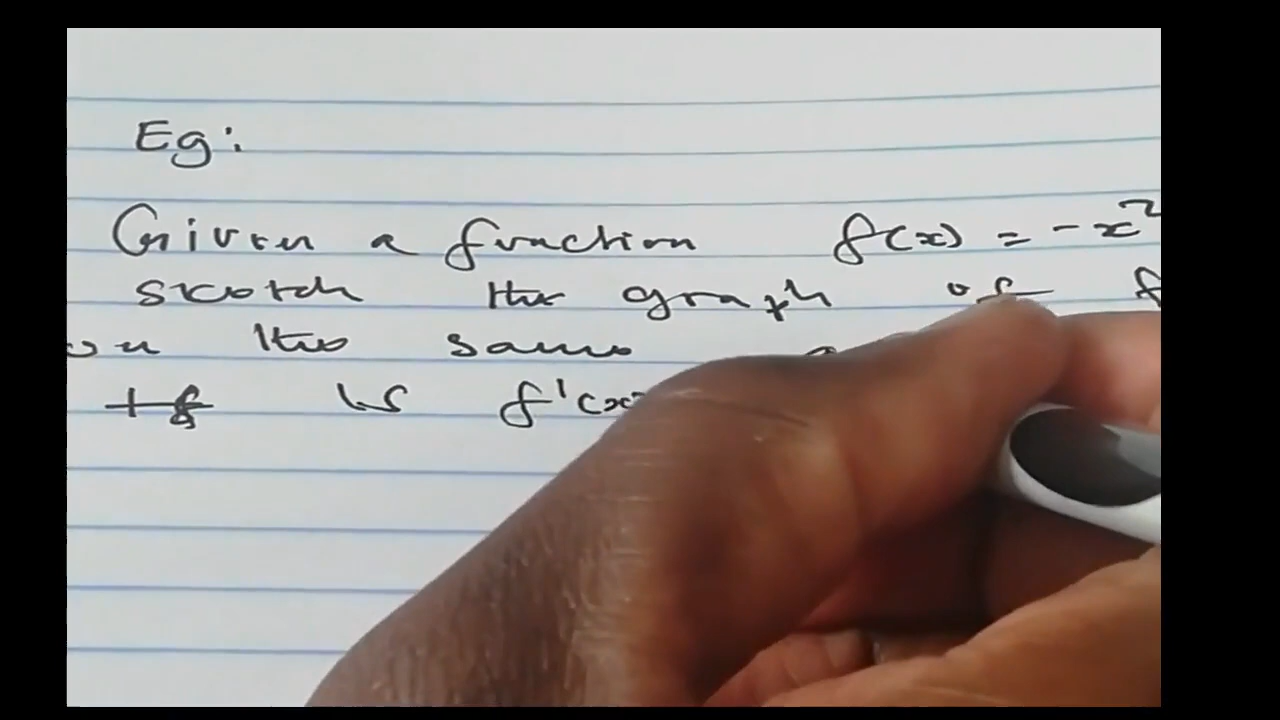 Eg:
Given a function f(x) = -x²
sketch the graph of f
on the same
is f'(x)